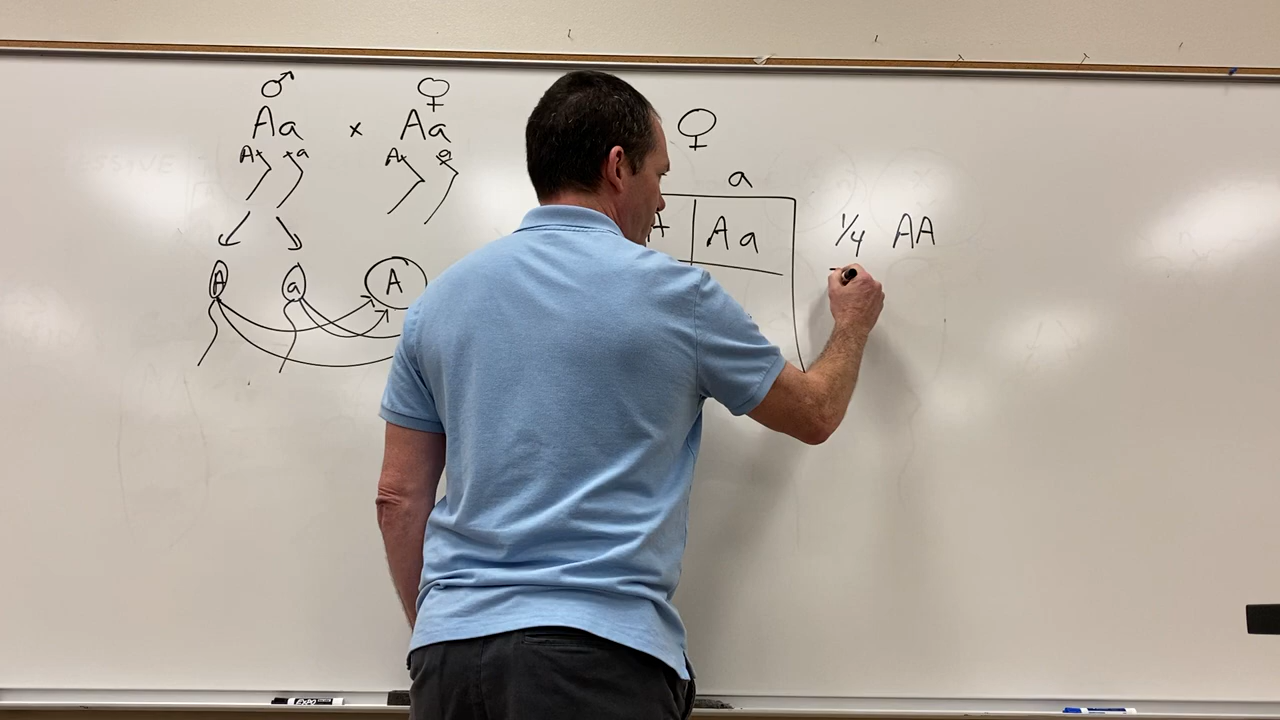 ♂ ♀
Aa x Aa ♀
A a A a a
A Aa ¼ AA
A a A